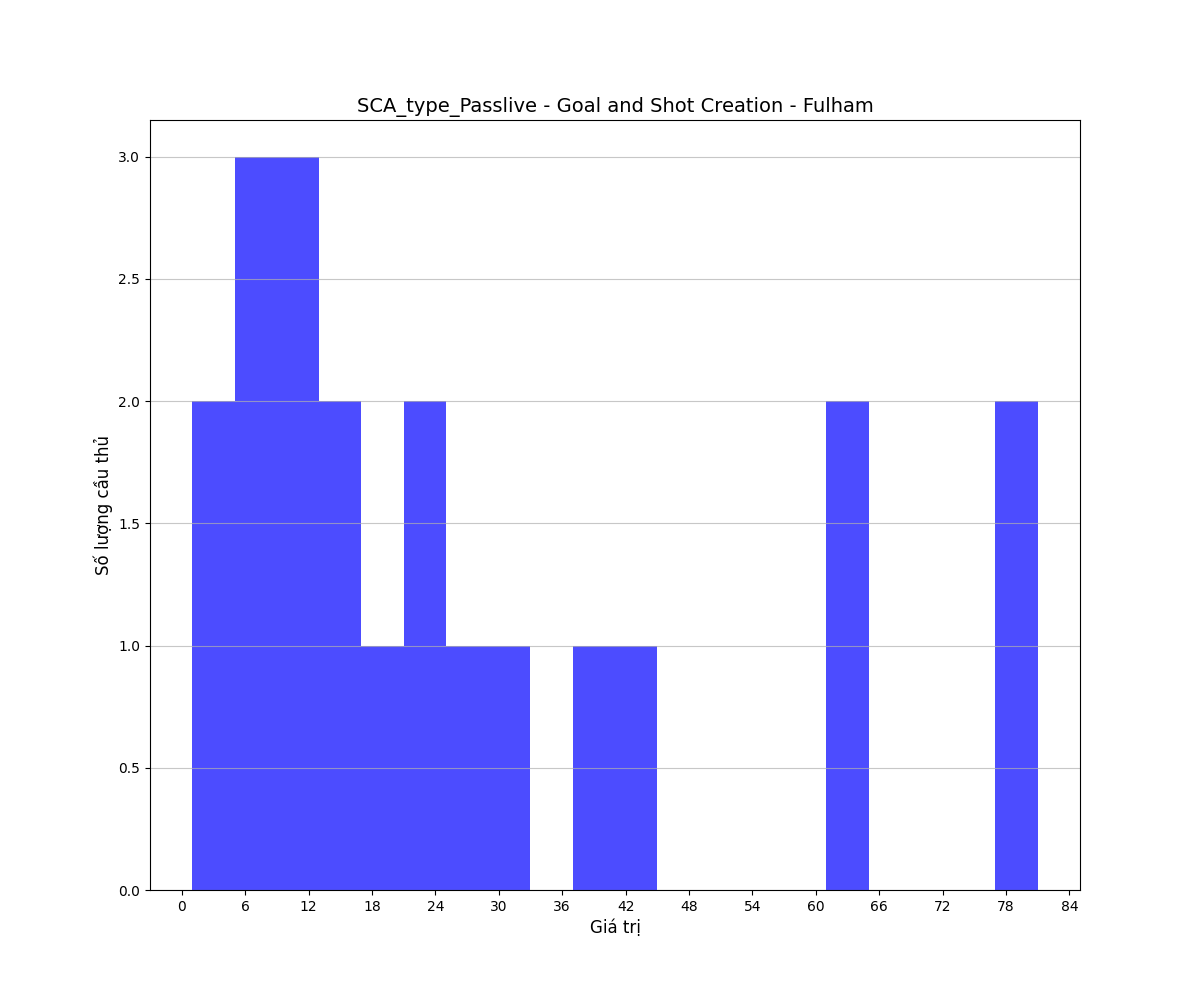 SCA_type_Passlive - Goal and Shot Creation - Fulham
3.0
2.5
2.0
1.5
1.0
0.5
0.0
Số lượng cầu thủ
0 6 12 18 24 30 36 42 48 54 60 66 72 78 84
Giá trị